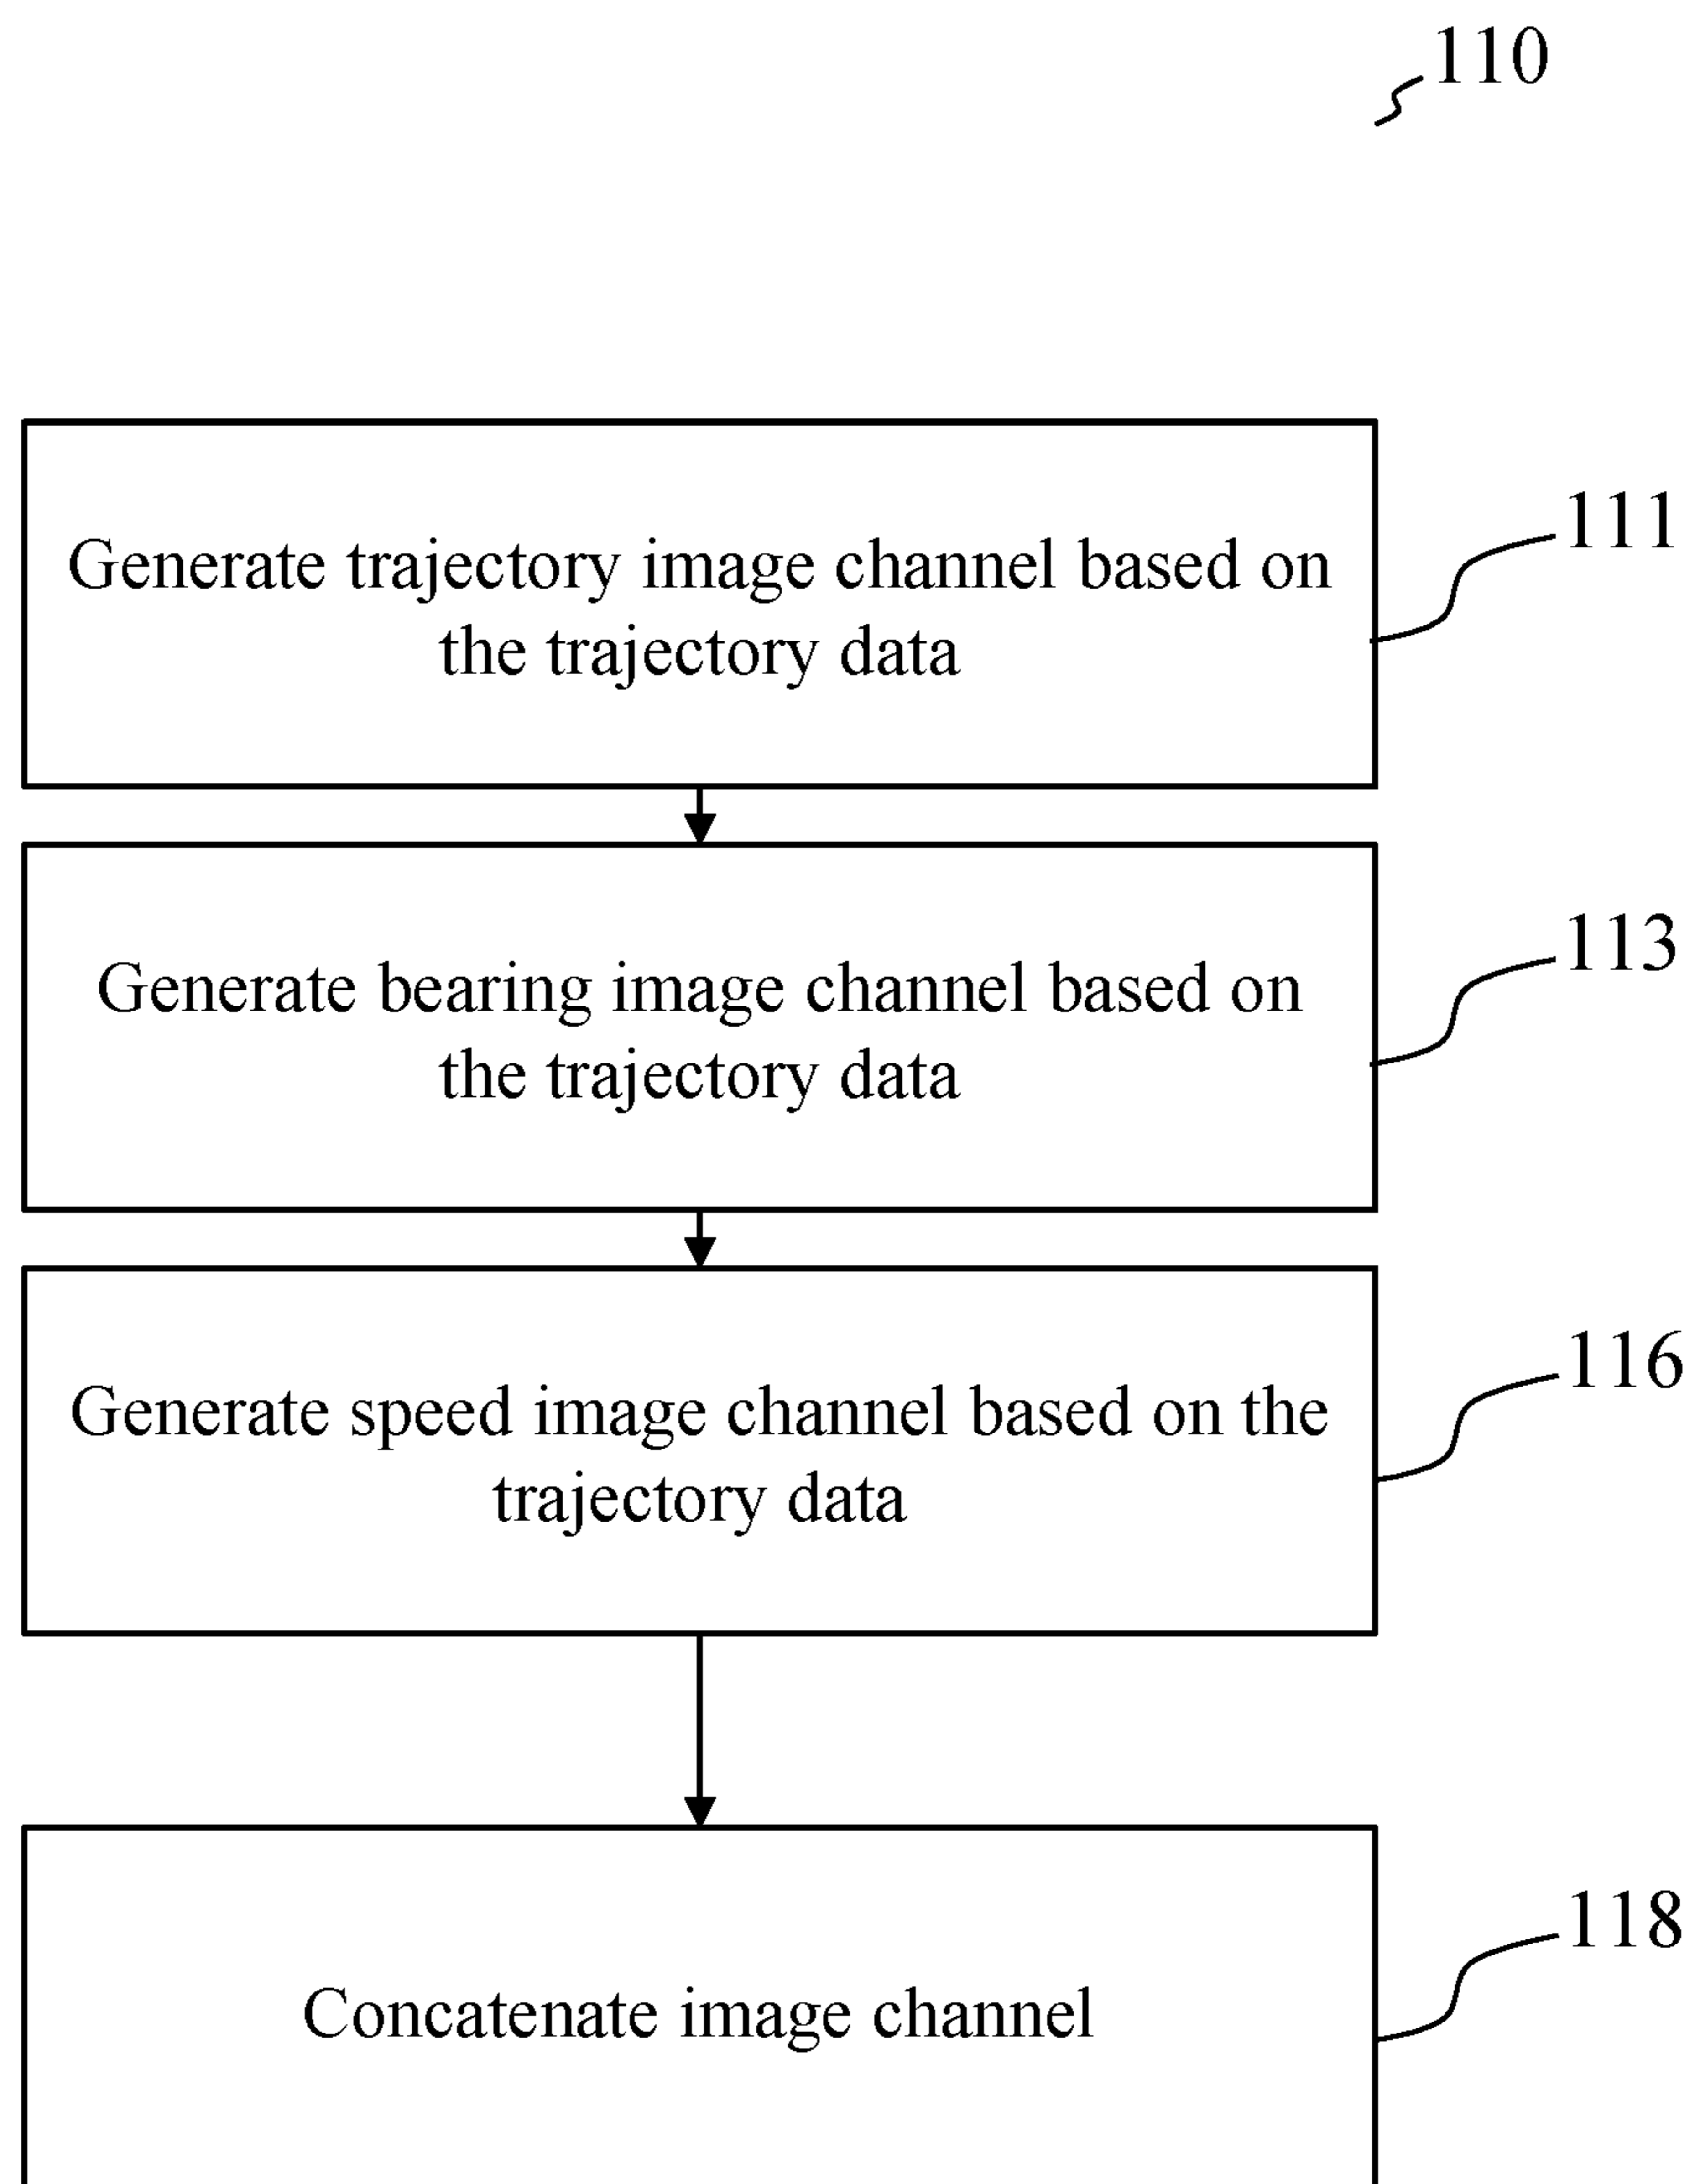 110
Generate trajectory image channel based on
the trajectory data
111
Generate bearing image channel based on
the trajectory data
113
Generate speed image channel based on the
trajectory data
116
Concatenate image channel
118